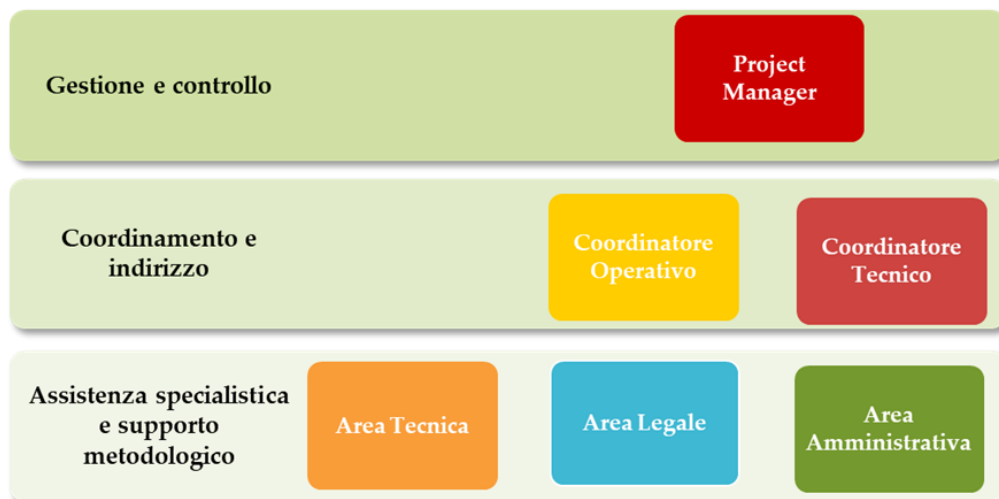 Gestione e controllo
Project
Manager
Coordinamento e
indirizzo
Coordinatore
Operativo
Coordinatore
Tecnico
Assistenza specialistica
e supporto
metodologico
Area Tecnica
Area Legale
Area
Amministrativa